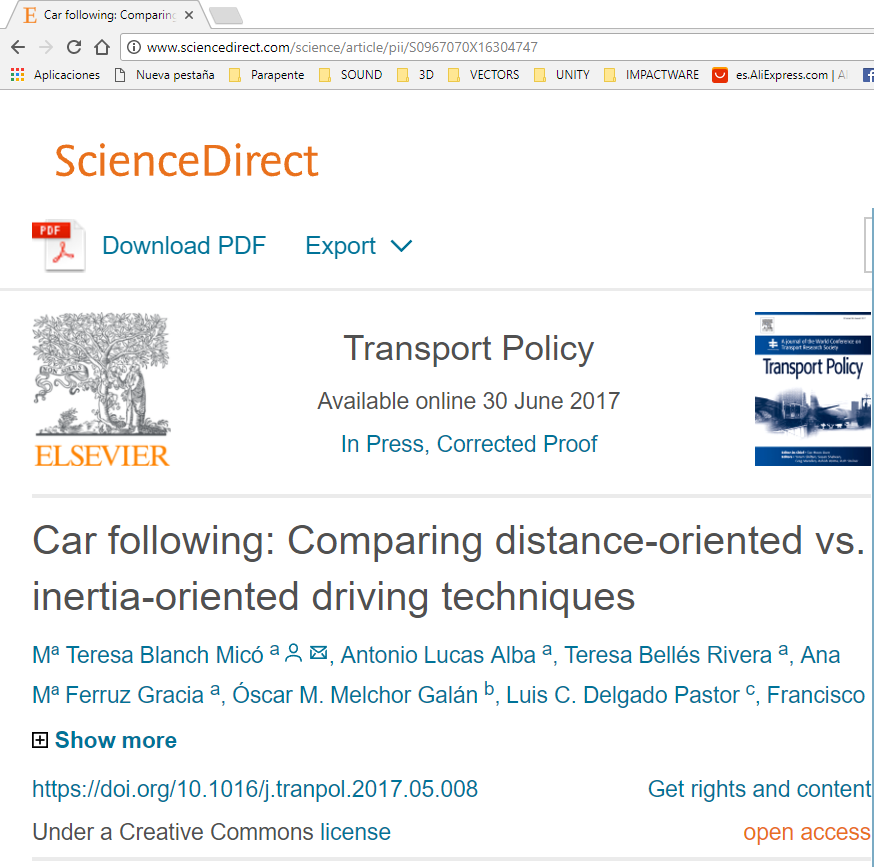 Car following: Comparing
www.sciencedirect.com/science/article/pii/S0967070X16304747
Aplicaciones Nueva pestaña Parapente SOUND 3D VECTORS UNITY IMPACTWARE es.AliExpress.com | Al
ScienceDirect
PDF Download PDF Export
Transport Policy
Available online 30 June 2017
In Press, Corrected Proof
NON SOLUS
ELSEVIER
A journal of the World Conference on
Transport Research Society
Transport Policy
Car following: Comparing distance-oriented vs.
inertia-oriented driving techniques
Mª Teresa Blanch Micó a, Antonio Lucas Alba a, Teresa Bellés Rivera a, Ana
Mª Ferruz Gracia a, Óscar M. Melchor Galán b, Luis C. Delgado Pastor c, Francisco
Show more
https://doi.org/10.1016/j.tranpol.2017.05.008 Get rights and content
Under a Creative Commons license open access